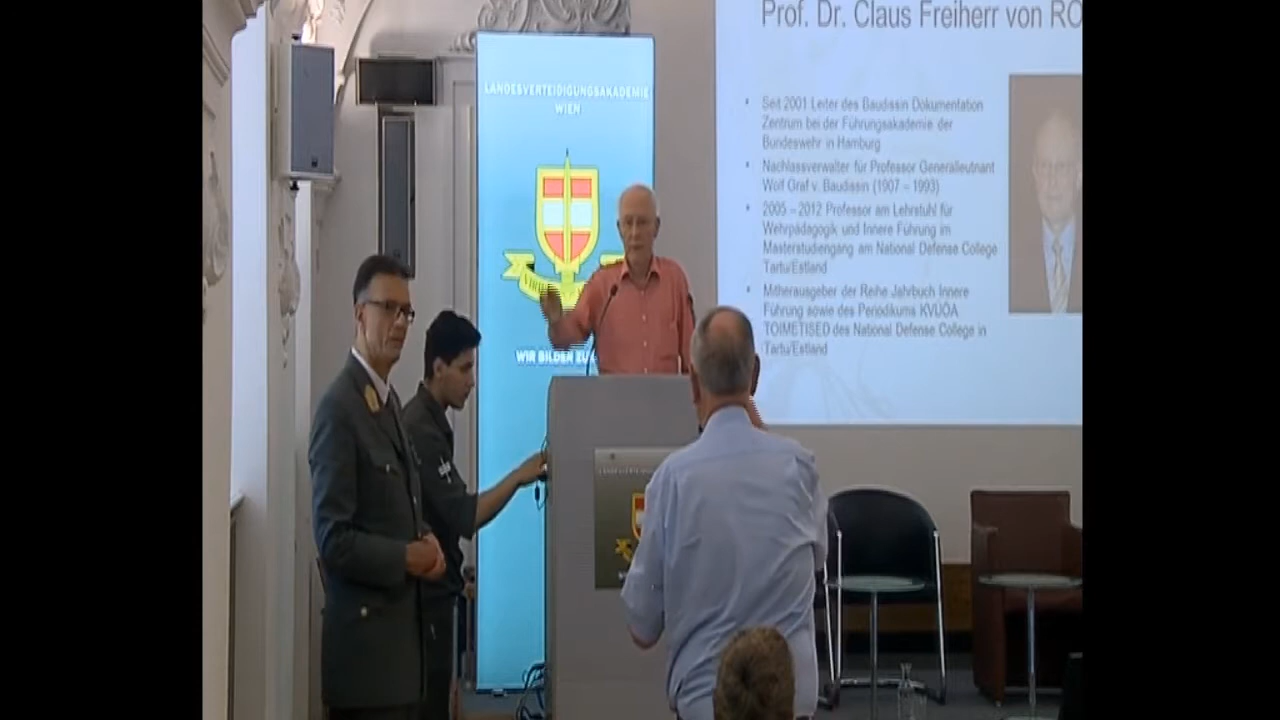 Prof. Dr. Claus Freiherr von RO
LANDESVERTEIDIGUNGSAKADEMIE
WIEN
WIR BILDEN ZU
• Seit 2001 Leiter des Baudissin Dokumentation
Zentrum bei der Führungsakademie der
Bundeswehr in Hamburg
• Nachlassverwalter für Professor Generalleutnant
Wolf Graf v. Baudissin (1907 – 1993)
• 2005 – 2012 Professor am Lehrstuhl für
Wehrpädagogik und Innere Führung im
Masterstudiengang am National Defense College
Tartu/Estland
• Mitherausgeber der Reihe Jahrbuch Innere
Führung sowie des Periodikums KVÜÕA
TOIMETISED des National Defense College in
Tartu/Estland